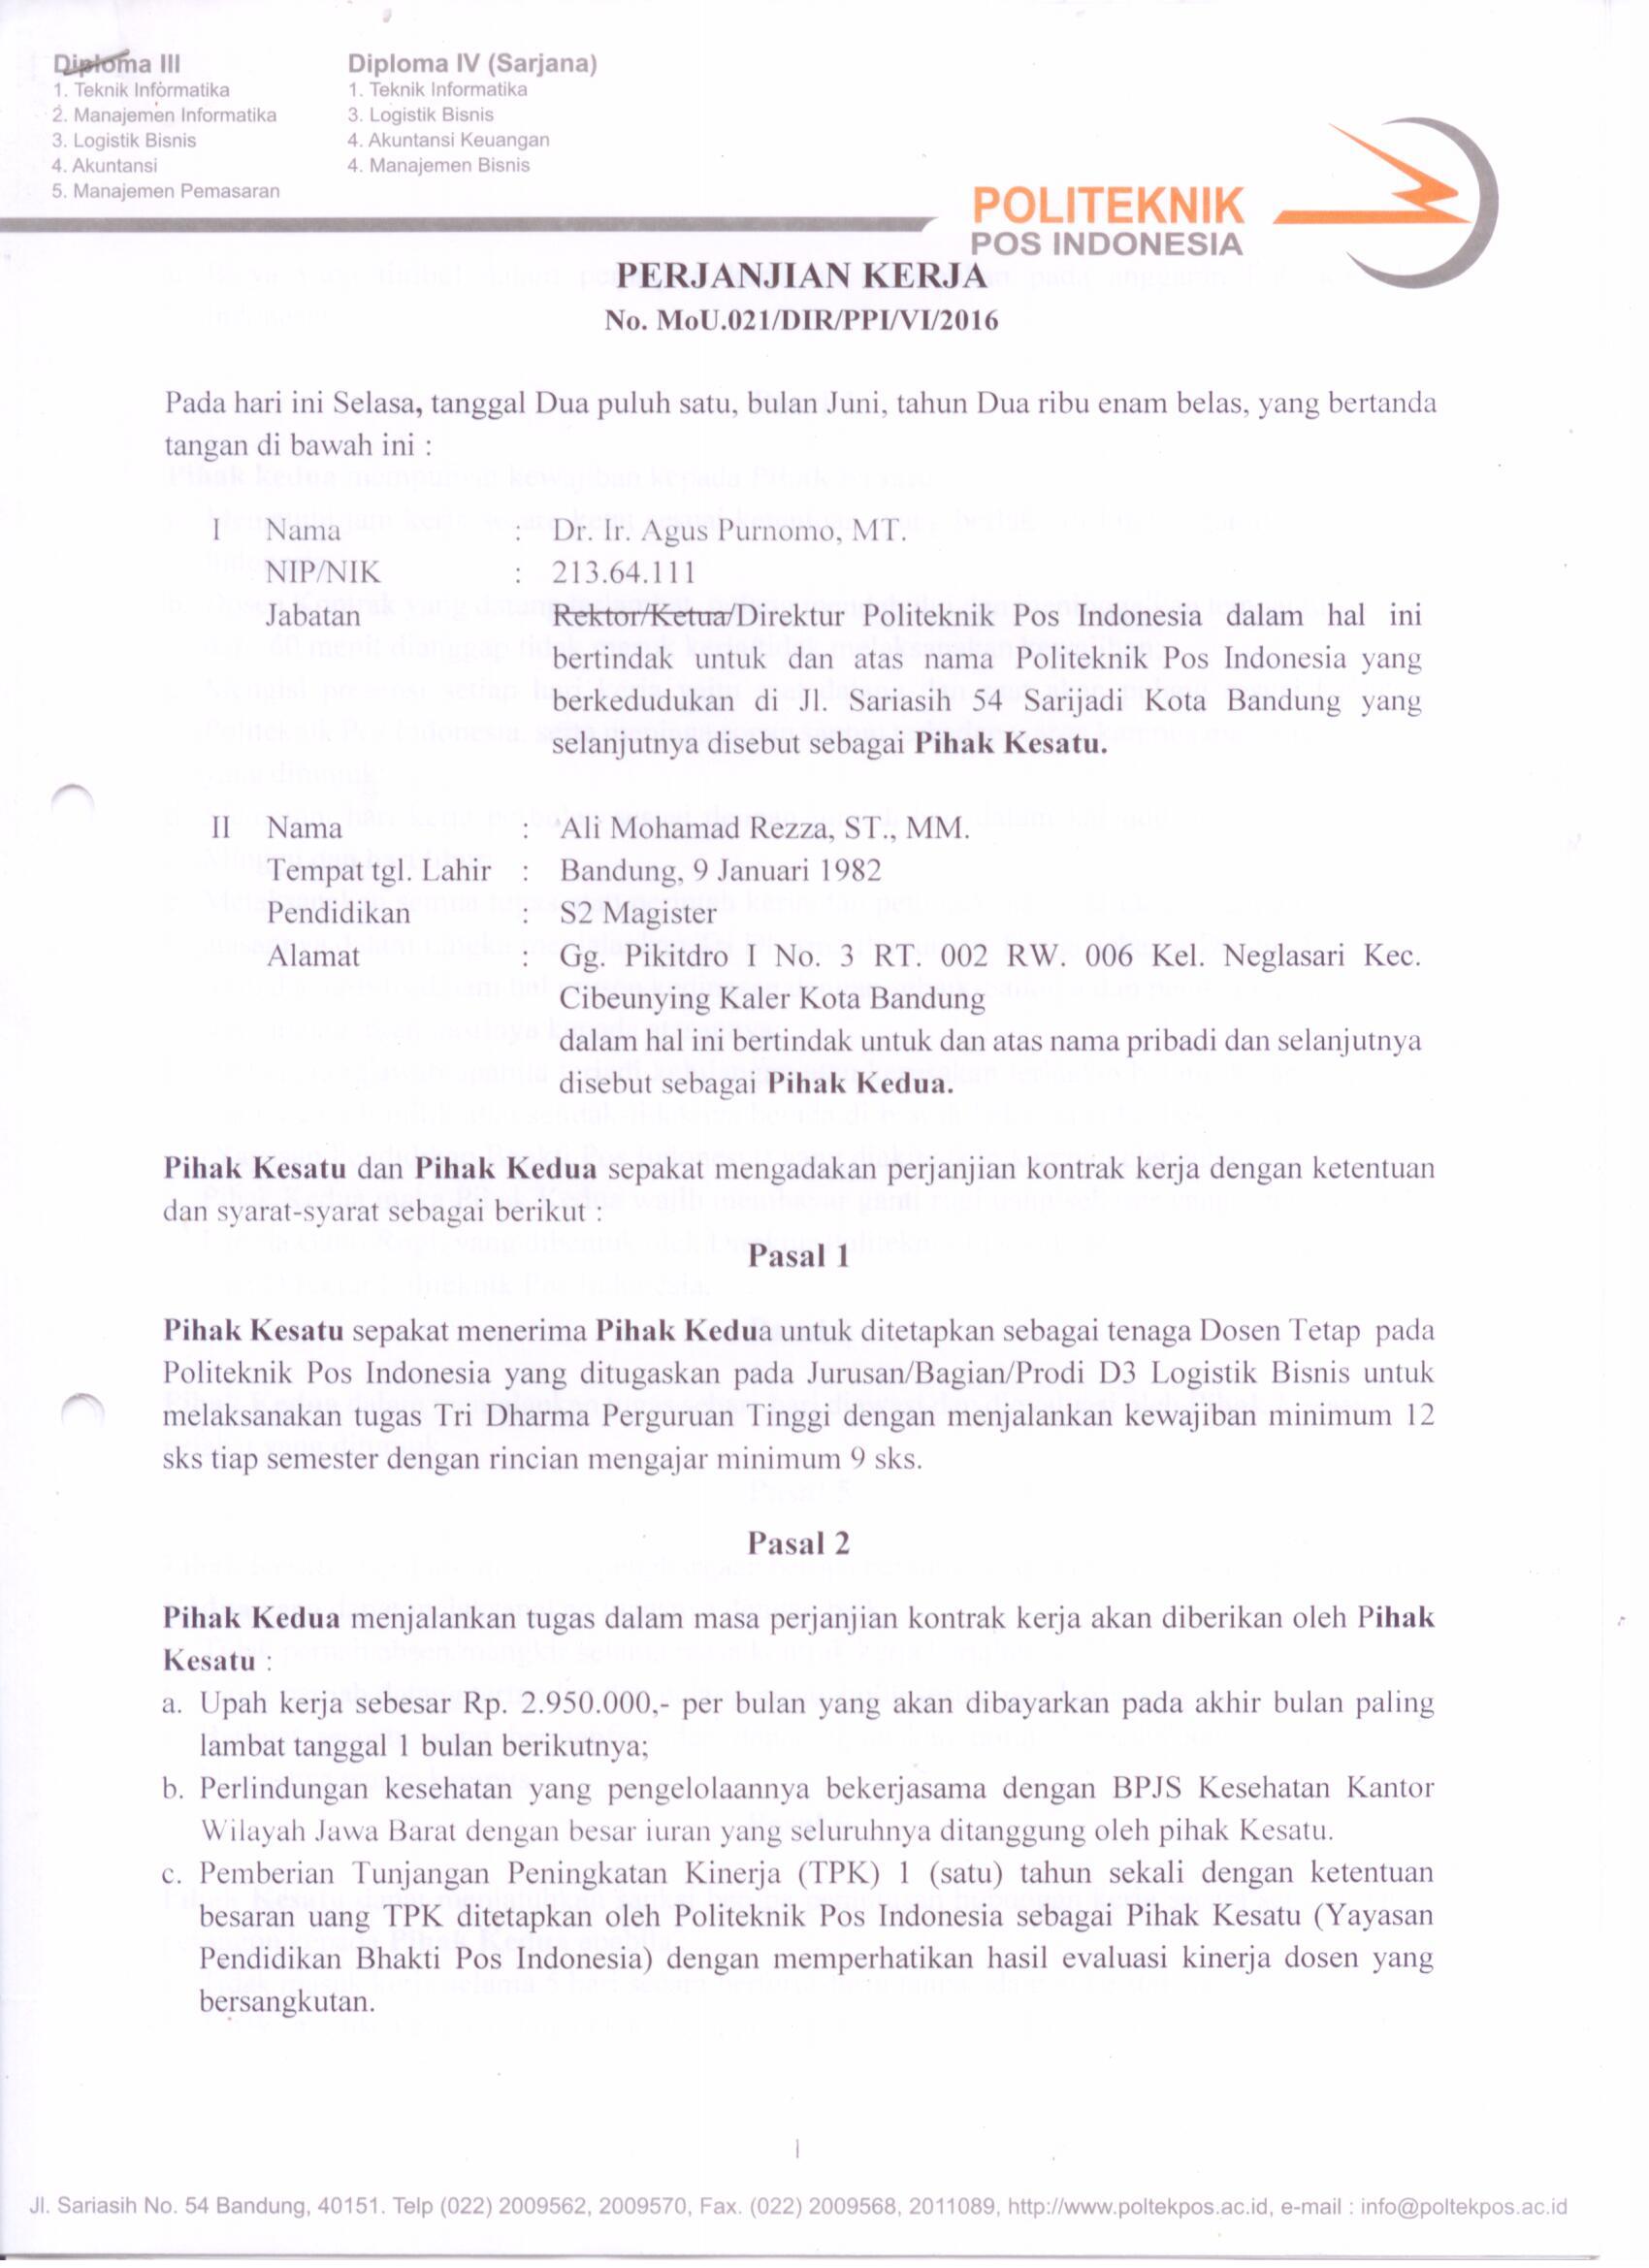 Diploma III
1. Teknik Informatika
2. Manajemen Informatika
3. Logistik Bisnis
4. Akuntansi
5. Manajemen Pemasaran
Diploma IV (Sarjana)
1. Teknik Informatika
3. Logistik Bisnis
4. Akuntansi Keuangan
4. Manajemen Bisnis
POLITEKNIK
POS INDONESIA
PERJANJIAN KERJA
No. MoU.021/DIR/PPI/VI/2016
Pada hari ini Selasa, tanggal Dua puluh satu, bulan Juni, tahun Dua ribu enam belas, yang bertanda
tangan di bawah ini :
I Nama : Dr. Ir. Agus Purnomo, MT.
NIP/NIK : 213.64.111
Jabatan Rektor/Ketua/Direktur Politeknik Pos Indonesia dalam hal ini
bertindak untuk dan atas nama Politeknik Pos Indonesia yang
berkedudukan di Jl. Sariasih 54 Sarijadi Kota Bandung yang
selanjutnya disebut sebagai Pihak Kesatu.
II Nama : Ali Mohamad Rezza, ST., MM.
Tempat tgl. Lahir : Bandung, 9 Januari 1982
Pendidikan : S2 Magister
Alamat : Gg. Pikitdro I No. 3 RT. 002 RW. 006 Kel. Neglasari Kec.
Cibeunying Kaler Kota Bandung
dalam hal ini bertindak untuk dan atas nama pribadi dan selanjutnya
disebut sebagai Pihak Kedua.
Pihak Kesatu dan Pihak Kedua sepakat mengadakan perjanjian kontrak kerja dengan ketentuan
dan syarat-syarat sebagai berikut :
Pasal 1
Pihak Kesatu sepakat menerima Pihak Kedua untuk ditetapkan sebagai tenaga Dosen Tetap pada
Politeknik Pos Indonesia yang ditugaskan pada Jurusan/Bagian/Prodi D3 Logistik Bisnis untuk
melaksanakan tugas Tri Dharma Perguruan Tinggi dengan menjalankan kewajiban minimum 12
sks tiap semester dengan rincian mengajar minimum 9 sks.
Pasal 2
Pihak Kedua menjalankan tugas dalam masa perjanjian kontrak kerja akan diberikan oleh Pihak
Kesatu :
a. Upah kerja sebesar Rp. 2.950.000,- per bulan yang akan dibayarkan pada akhir bulan paling
lambat tanggal 1 bulan berikutnya;
b. Perlindungan kesehatan yang pengelolaannya bekerjasama dengan BPJS Kesehatan Kantor
Wilayah Jawa Barat dengan besar iuran yang seluruhnya ditanggung oleh pihak Kesatu.
c. Pemberian Tunjangan Peningkatan Kinerja (TPK) 1 (satu) tahun sekali dengan ketentuan
besaran uang TPK ditetapkan oleh Politeknik Pos Indonesia sebagai Pihak Kesatu (Yayasan
Pendidikan Bhakti Pos Indonesia) dengan memperhatikan hasil evaluasi kinerja dosen yang
bersangkutan.
1
Jl. Sariasih No. 54 Bandung, 40151. Telp (022) 2009562, 2009570, Fax. (022) 2009568, 2011089, http://www.poltekpos.ac.id, e-mail : info@poltekpos.ac.id